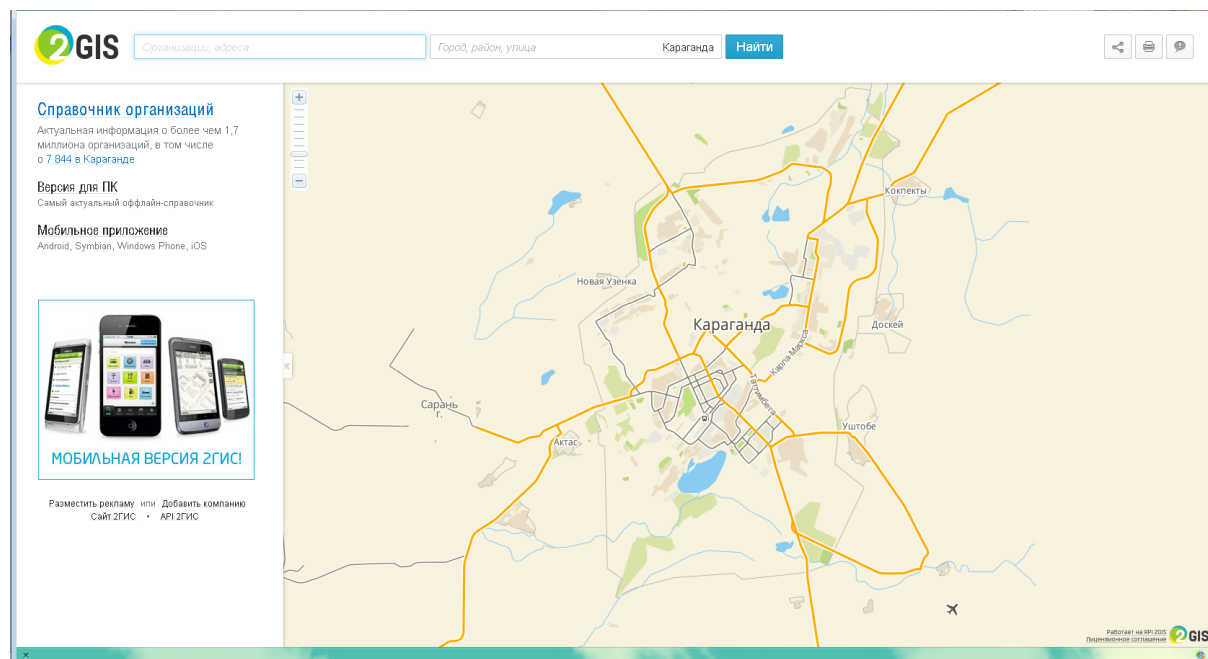 2GIS
Организации, адреса
Город, район, улица
Караганда
Найти
Справочник организаций
Актуальная информация о более чем 1,7
миллиона организаций, в том числе
о 7 844 в Караганде
Версия для ПК
Самый актуальный оффлайн-справочник
Мобильное приложение
Android, Symbian, Windows Phone, iOS
МОБИЛЬНАЯ ВЕРСИЯ 2ГИС!
Разместить рекламу или Добавить компанию
Сайт 2ГИС • API 2ГИС
Кокпекты
Новая Узенка
Караганда
Доскей
Карла Маркса
Таттимбета
Сарань
г.
Актас
Уштобе
Работает на API 2GIS
Лицензионное соглашение
2GIS